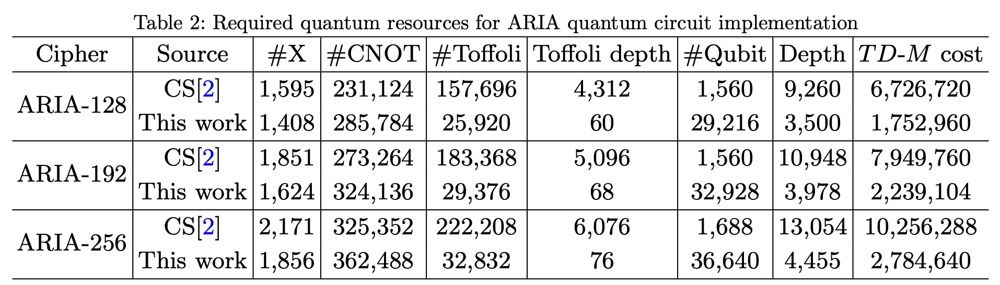 Table 2: Required quantum resources for ARIA quantum circuit implementation
Cipher Source #X #CNOT #Toffoli Toffoli depth #Qubit Depth TD-M cost
ARIA-128
CS[2] 1,595 231,124 157,696 4,312 1,560 9,260 6,726,720
This work 1,408 285,784 25,920 60 29,216 3,500 1,752,960
ARIA-192
CS[2] 1,851 273,264 183,368 5,096 1,560 10,948 7,949,760
This work 1,624 324,136 29,376 68 32,928 3,978 2,239,104
ARIA-256
CS[2] 2,171 325,352 222,208 6,076 1,688 13,054 10,256,288
This work 1,856 362,488 32,832 76 36,640 4,455 2,784,640